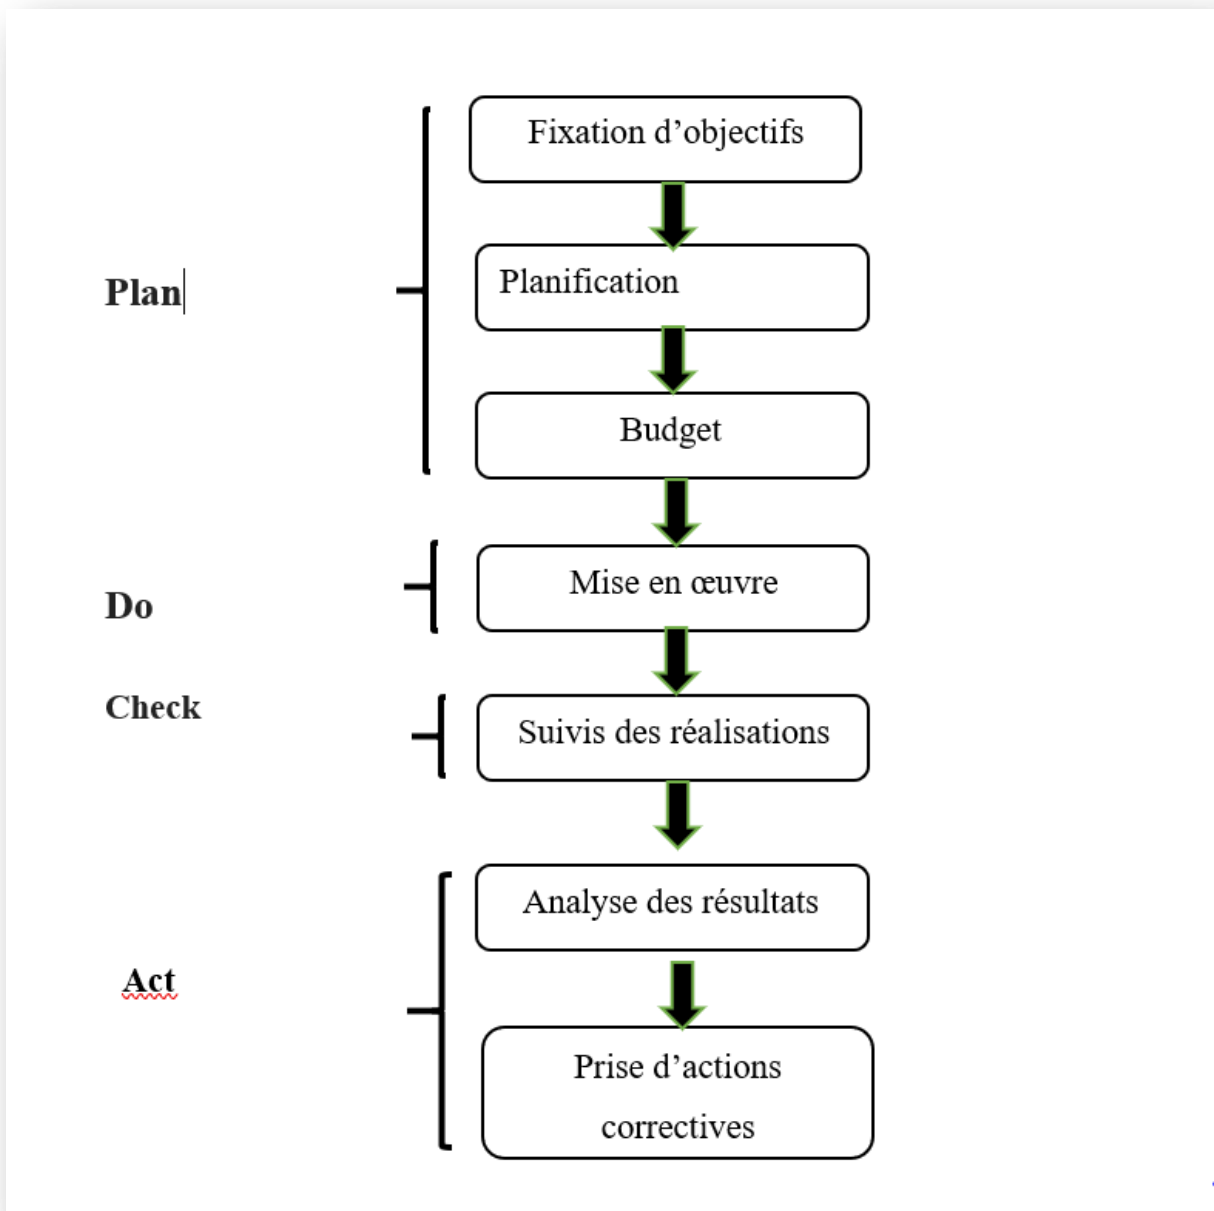 Fixation d’objectifs
Plan
Planification
Budget
Do
Mise en œuvre
Check
Suivis des réalisations
Analyse des résultats
Act
Prise d’actions
correctives